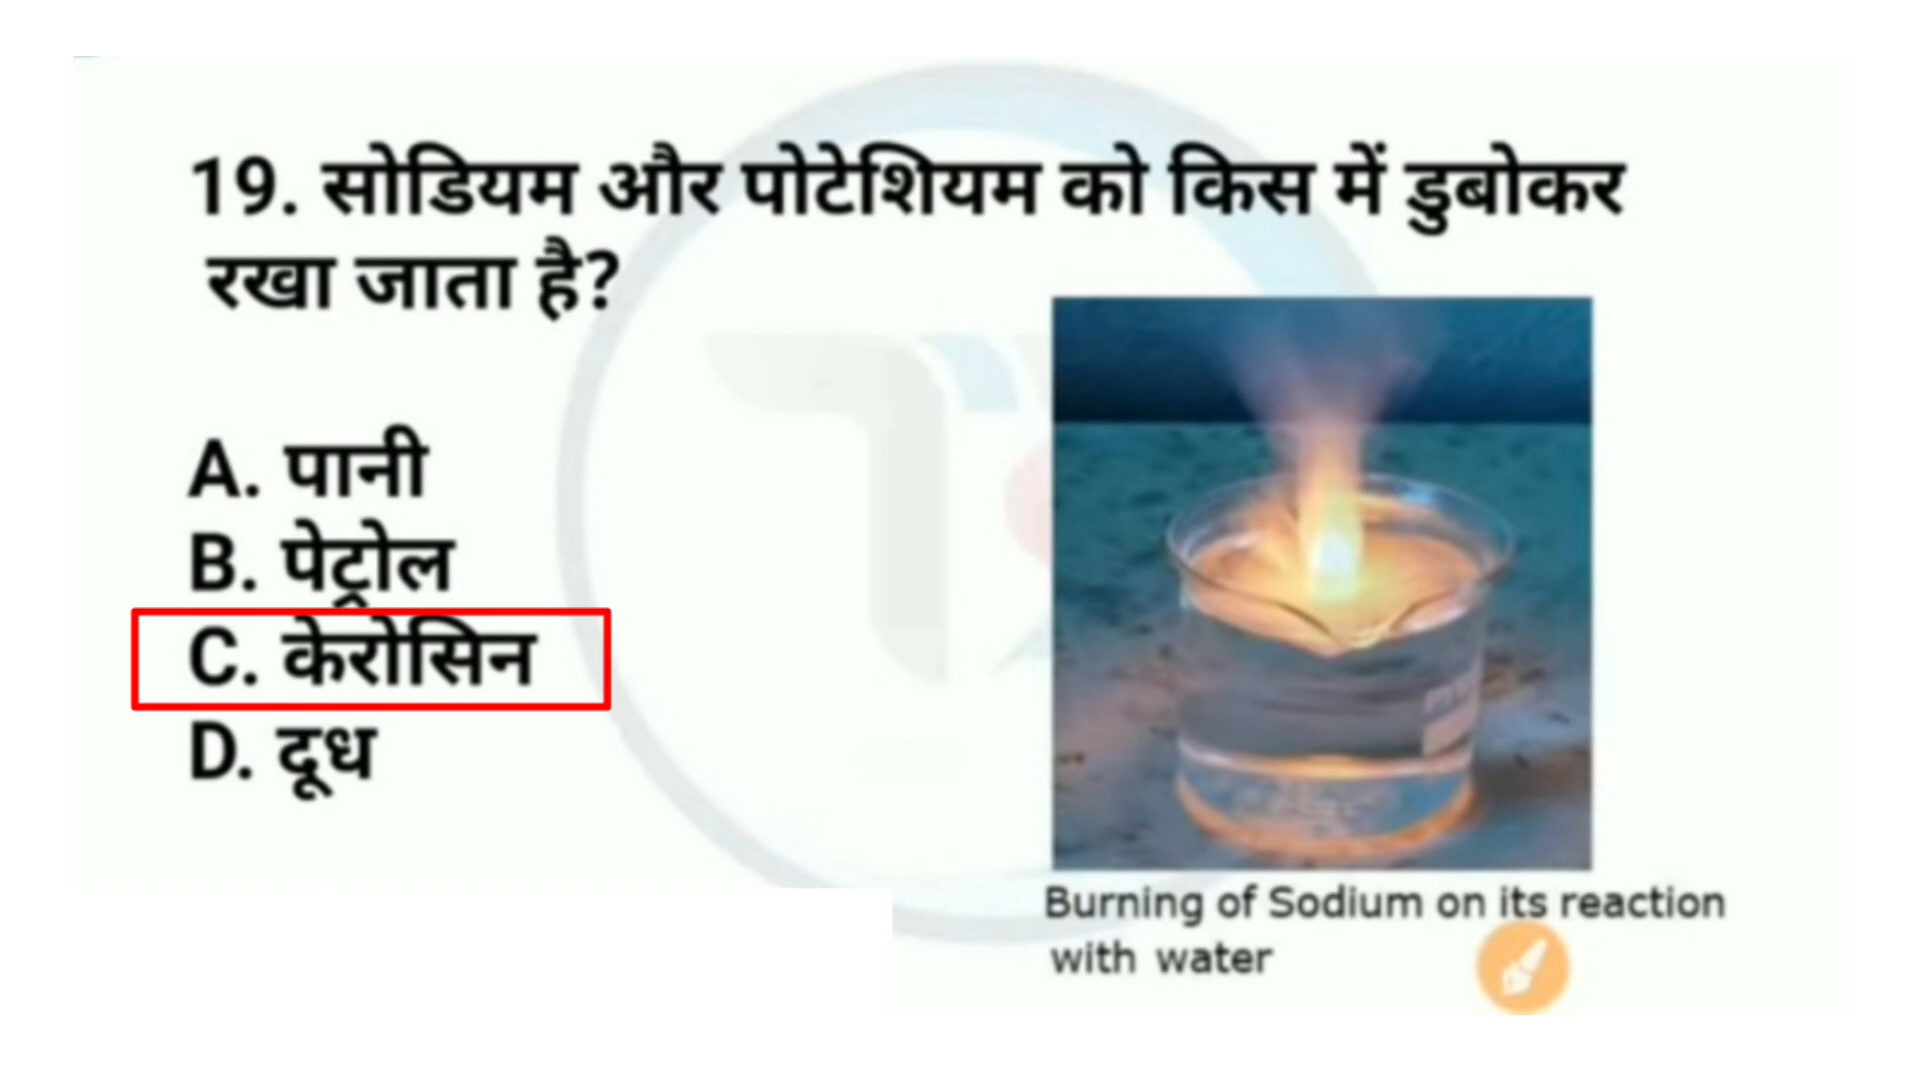 19. सोडियम और पोटेशियम को किस में डुबोकर
रखा जाता है?
A. पानी
B. पेट्रोल
C. केरोसिन
D. दूध
Burning of Sodium on its reaction
with water